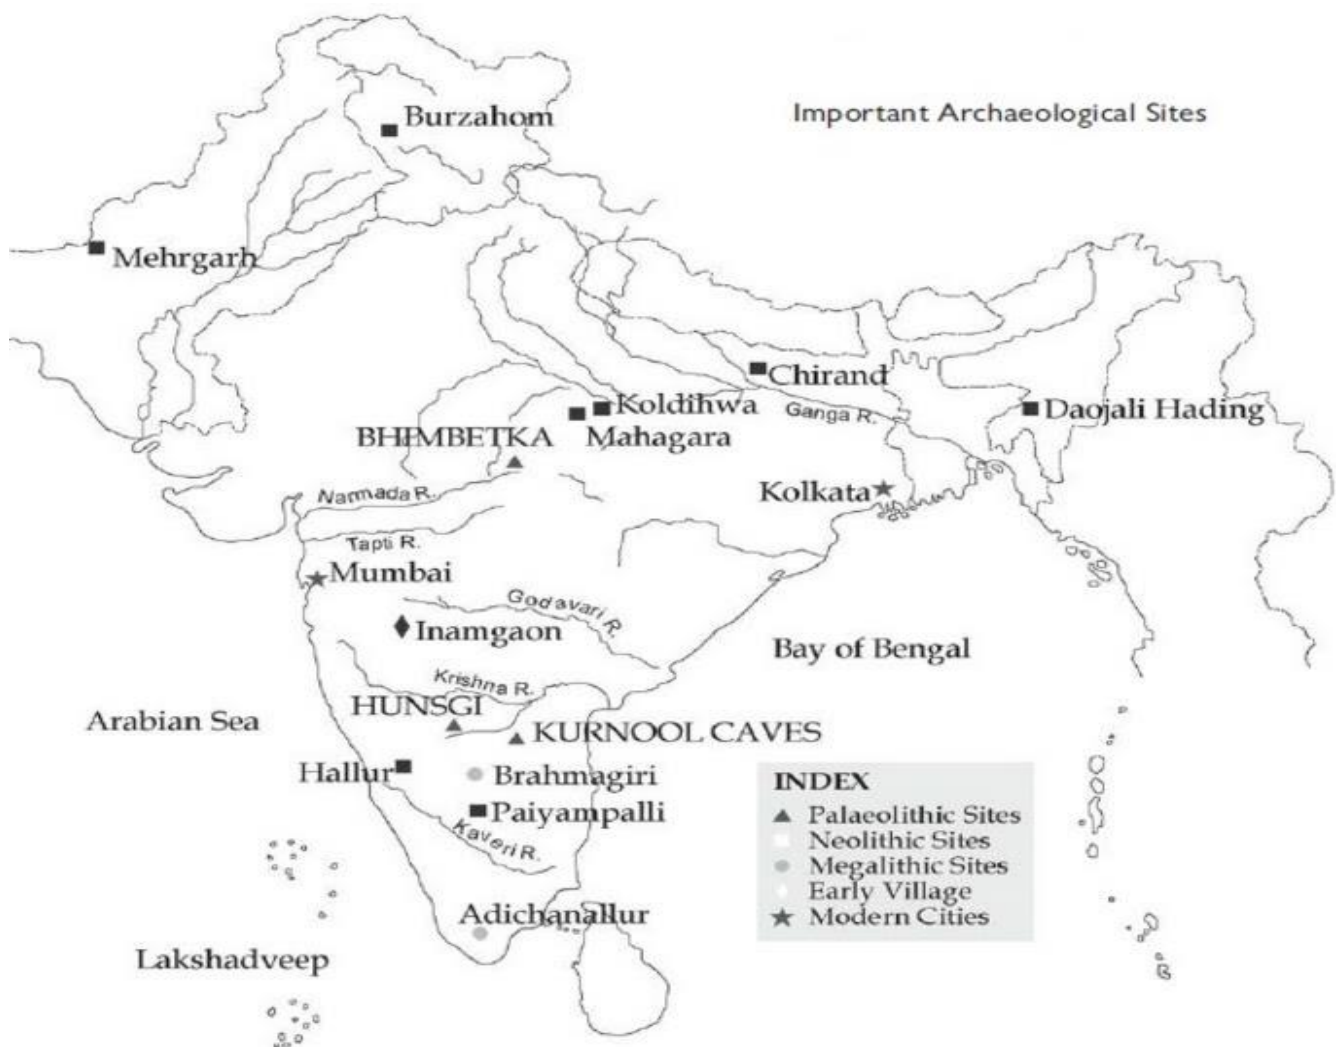 Important Archaeological Sites
Burzahom
Mehrgarh
Chirand
Koldihwa
Ganga R.
Daojali Hading
Mahagara
BHIMBETKA
Narmada R.
Kolkata
Tapti R.
Mumbai
Godavari R.
Inamgaon
Bay of Bengal
Krishna R.
HUNSGI
Arabian Sea
KURNOOL CAVES
Hallur
Brahmagiri
Paiyampalli
Kaveri R.
INDEX
Palaeolithic Sites
Neolithic Sites
Megalithic Sites
Early Village
Modern Cities
Adichanallur
Lakshadveep